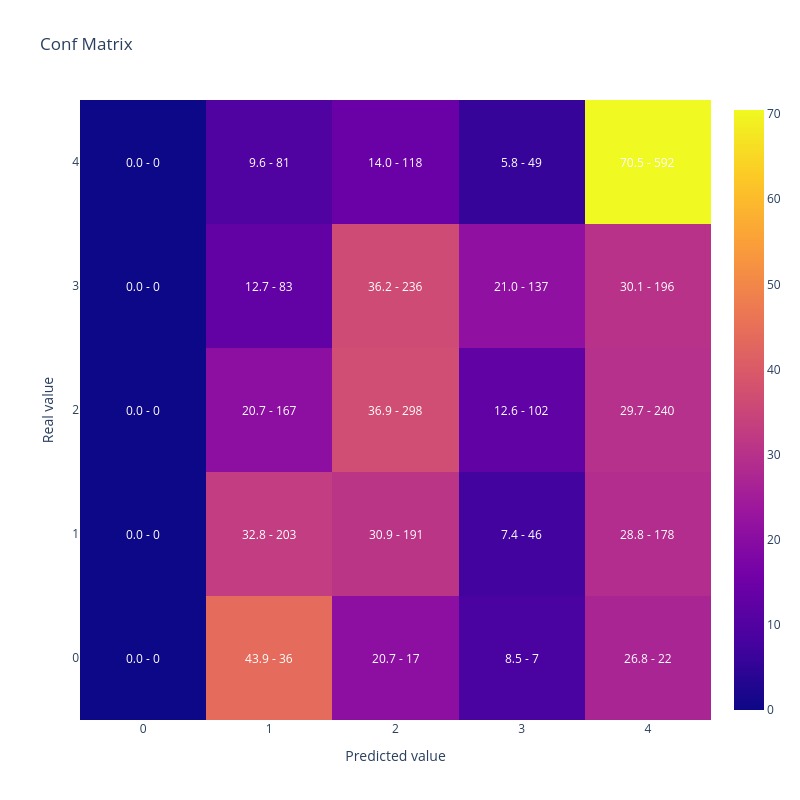 Conf Matrix
70
4
0.0 - 0
9.6 - 81
14.0 - 118
5.8 - 49
70.5 - 592
60
3
0.0 - 0
12.7 - 83
36.2 - 236
21.0 - 137
30.1 - 196
50
40
Real value
2
0.0 - 0
20.7 - 167
36.9 - 298
12.6 - 102
29.7 - 240
30
1
0.0 - 0
32.8 - 203
30.9 - 191
7.4 - 46
28.8 - 178
20
10
0
0.0 - 0
43.9 - 36
20.7 - 17
8.5 - 7
26.8 - 22
0
0
1
2
3
4
Predicted value